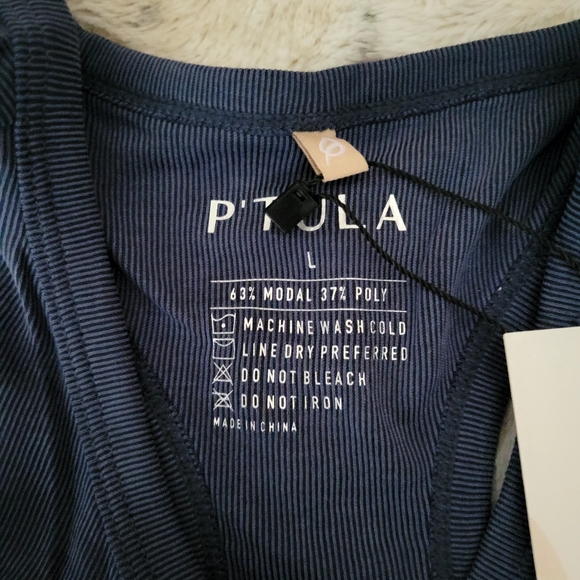 P'TULA
L
63% MODAL 37% POLY
MACHINE WASH COLD
LINE DRY PREFERRED
DO NOT BLEACH
DO NOT IRON
MADE IN CHINA